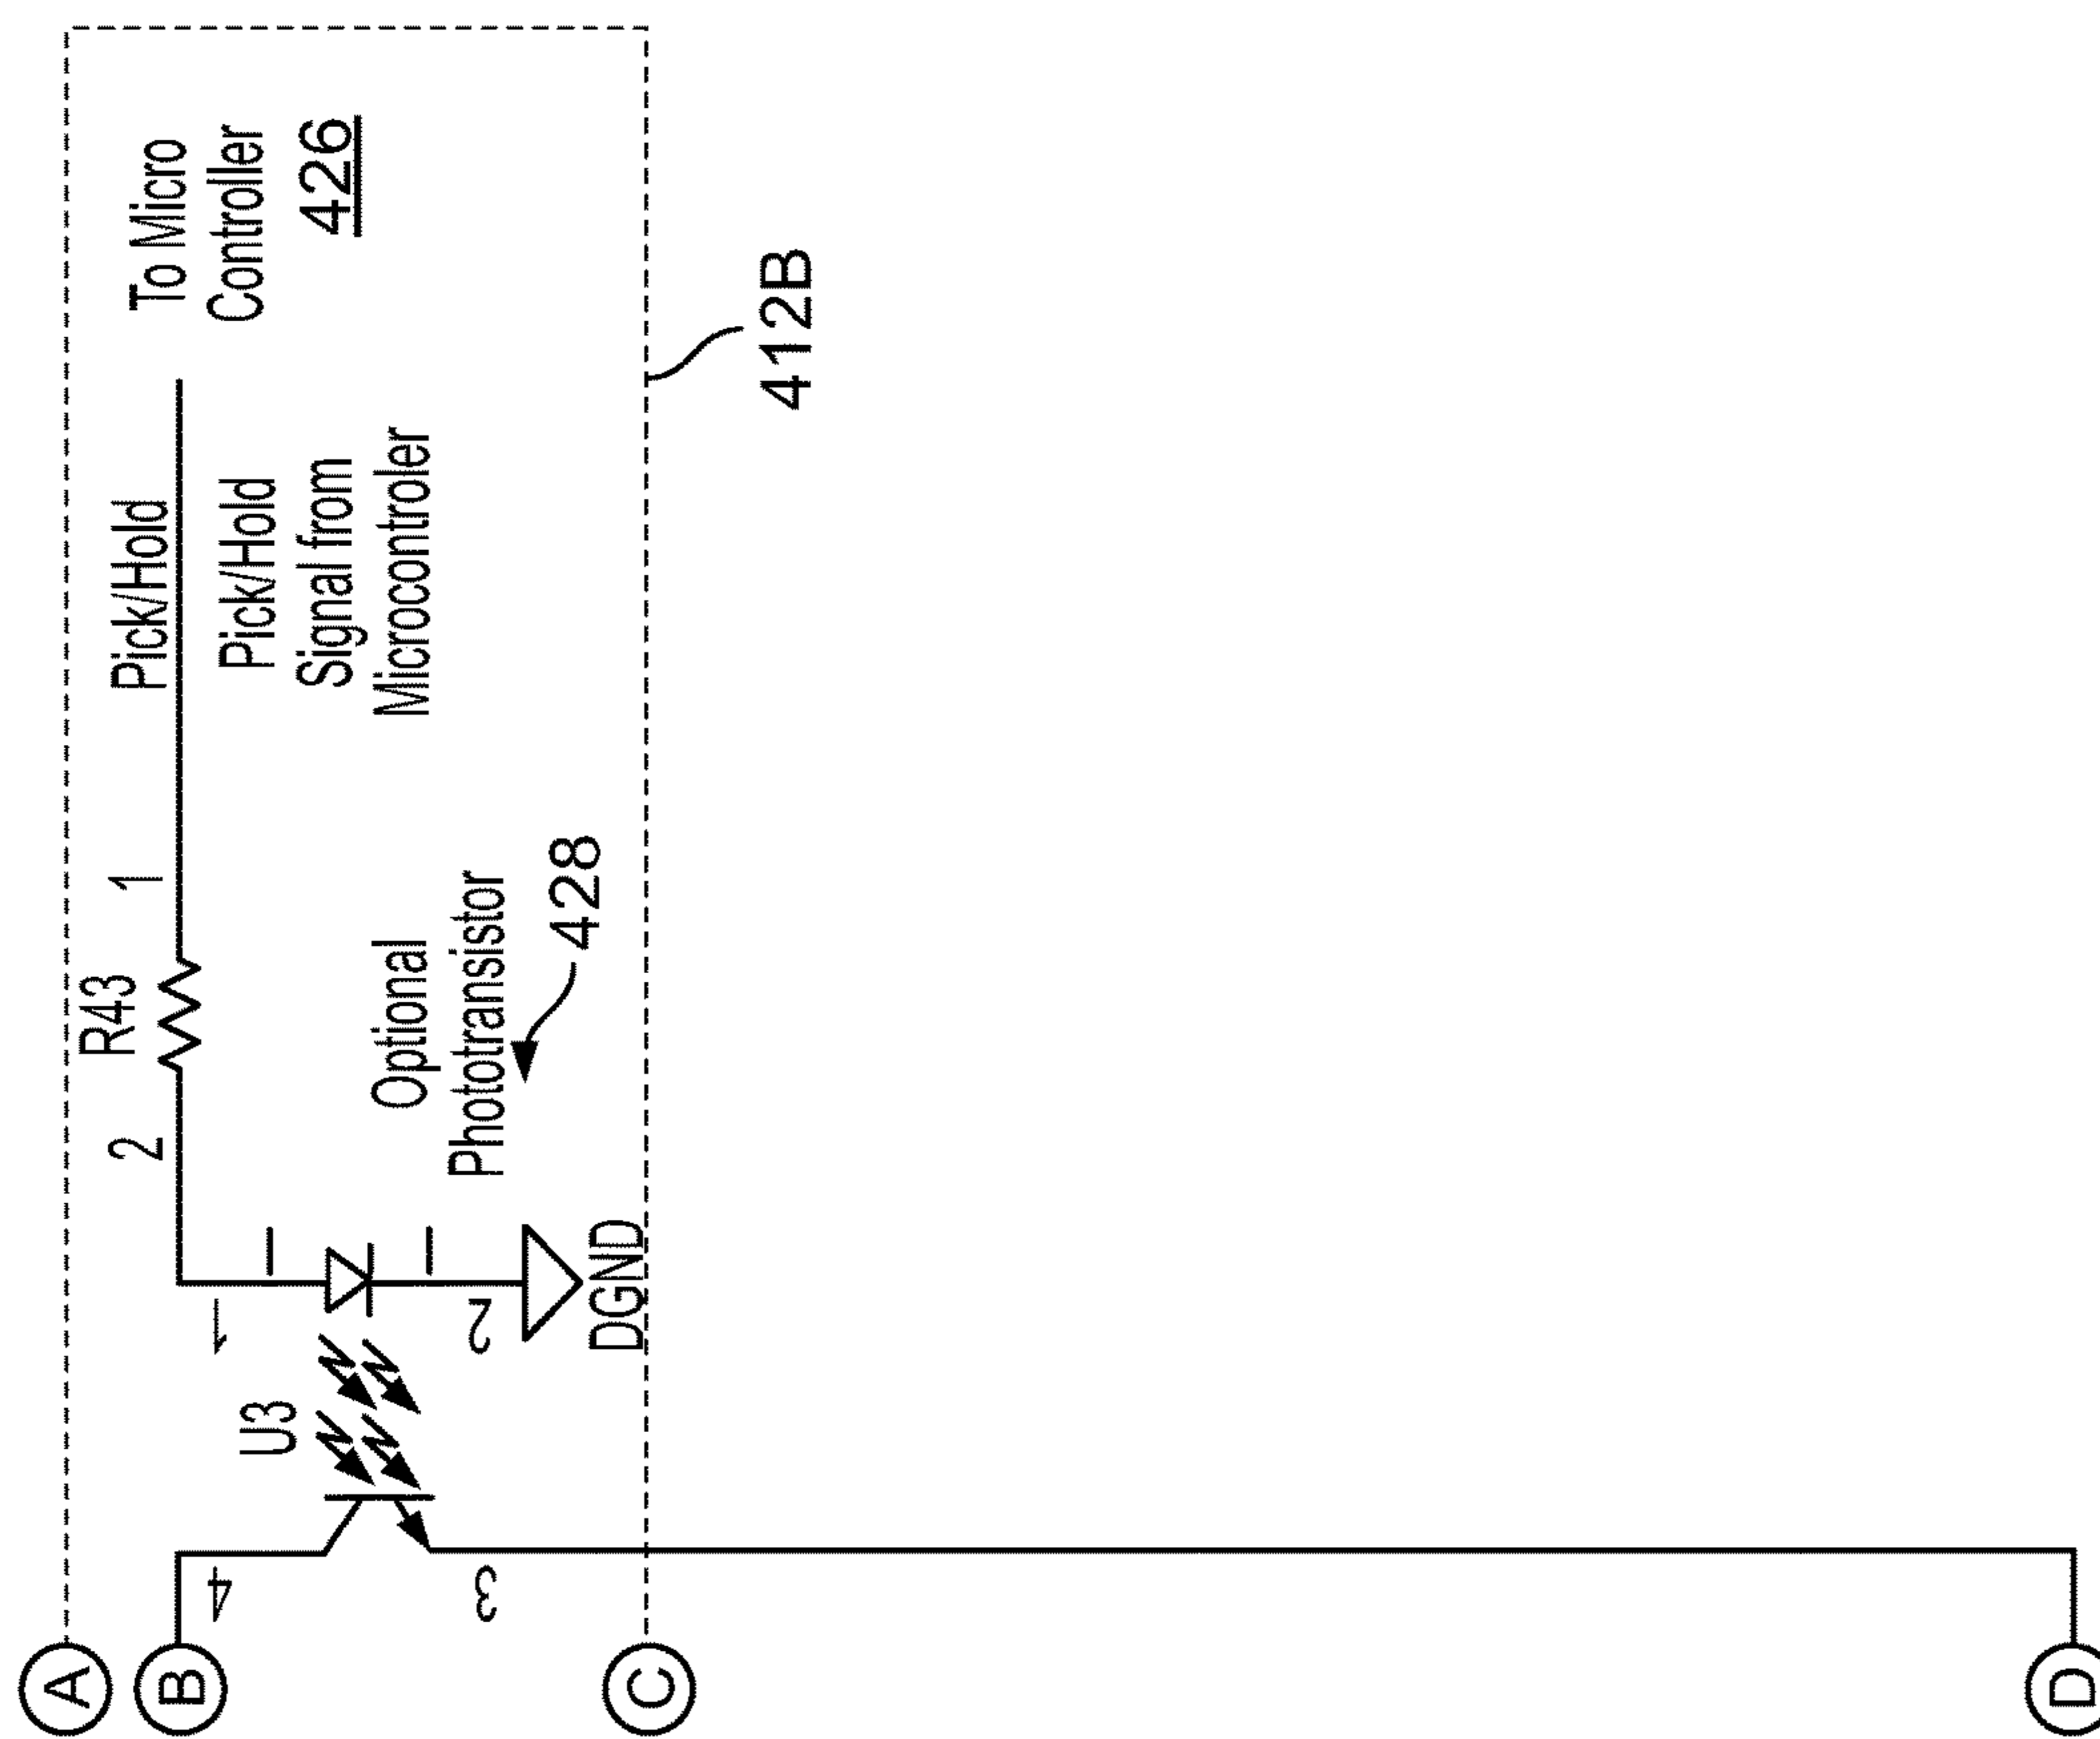 A
B
C
D
4
3
U3
1
2
DGND
2
R43
1
Optional
Phototransistor
428
Pick/Hold
Pick/Hold
Signal from
Microcontroler
To Micro
Controller
426
412B